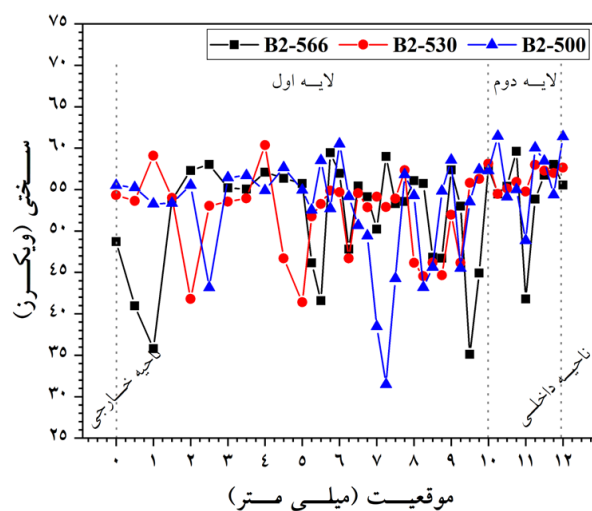 B2-566 B2-530 B2-500
لایه اول
لایه دوم
سختی (ویکرز)
۷۵
۷۰
۶۵
۶۰
۵۵
۵۰
۴۵
۴۰
۳۵
۳۰
۲۵
ناحیه خارجی
ناحیه داخلی
۰ ۱ ۲ ۳ ۴ ۵ ۶ ۷ ۸ ۹ ۱۰ ۱۱ ۱۲
موقعیت (میلی متر)